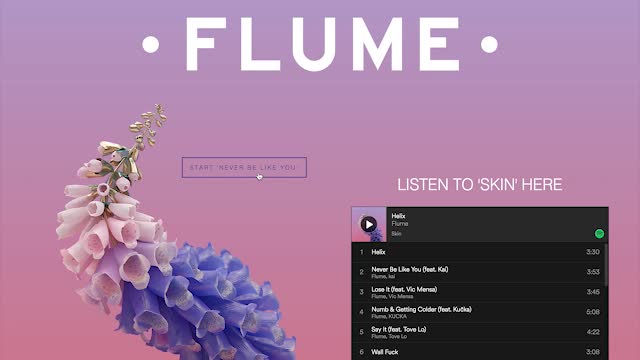 • FLUME •
START 'NEVER BE LIKE YOU'
LISTEN TO 'SKIN' HERE
Helix
Flume
Skin
1 Helix 3:30
2 Never Be Like You (feat. Kai) 3:53
Flume, kai
3 Lose It (feat. Vic Mensa) 3:45
Flume, Vic Mensa
4 Numb & Getting Colder (feat. Kučka) 5:08
Flume, KUČKA
5 Say It (feat. Tove Lo) 4:22
Flume, Tove Lo
6 Wall Fuck 3:08